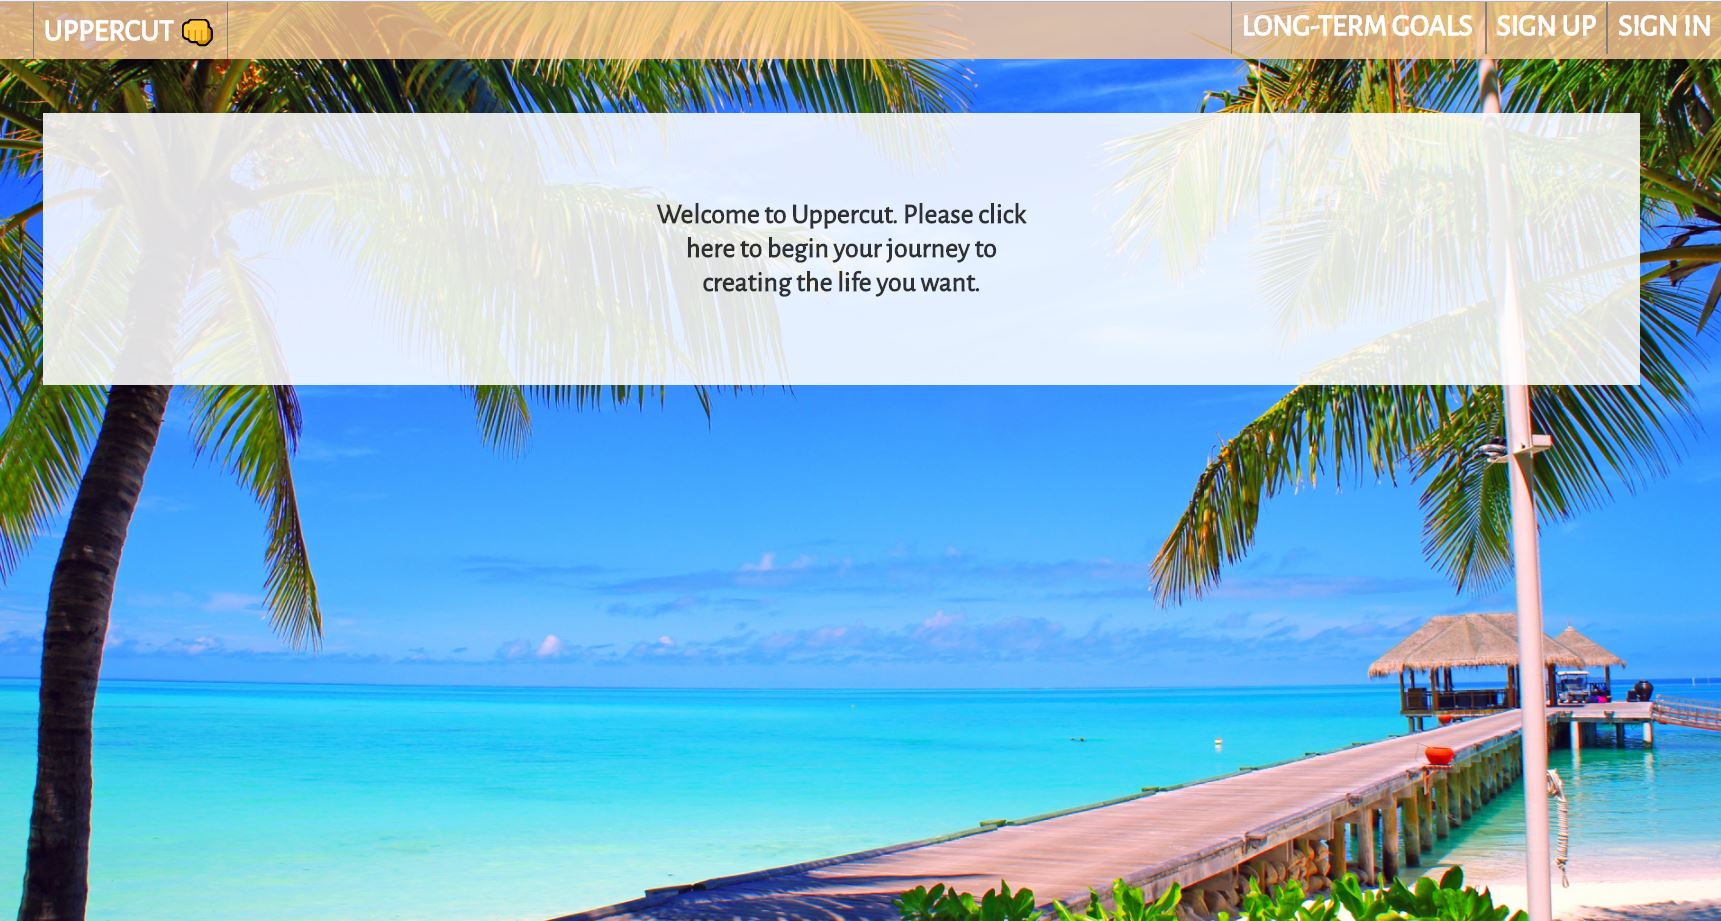 UPPERCUT 👊
LONG-TERM GOALS
SIGN UP
SIGN IN
Welcome to Uppercut. Please click
here to begin your journey to
creating the life you want.